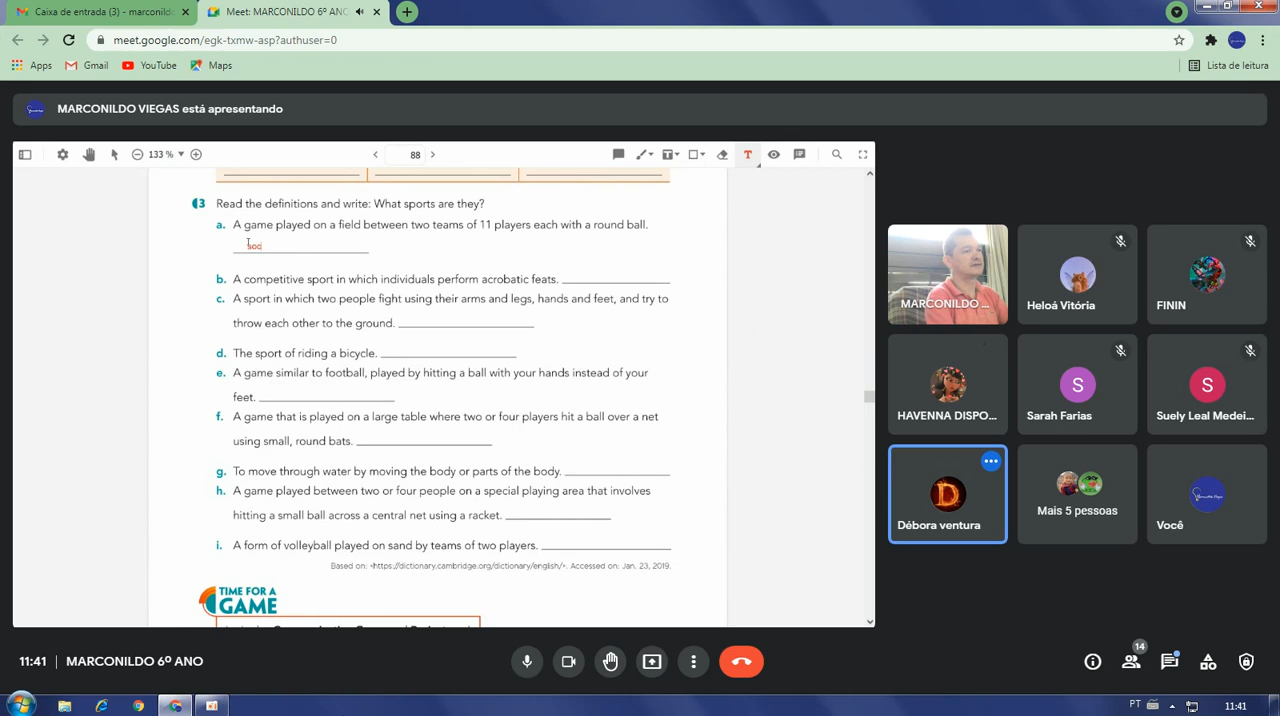 Caixa de entrada (3) - marconildo
Meet: MARCONILDO 6º ANO
meet.google.com/egk-txmw-asp?authuser=0
Apps Gmail YouTube Maps Lista de leitura
MARCONILDO VIEGAS está apresentando
133 % 88
3 Read the definitions and write: What sports are they?
a. A game played on a field between two teams of 11 players each with a round ball.
b. A competitive sport in which individuals perform acrobatic feats.
c. A sport in which two people fight using their arms and legs, hands and feet, and try to
throw each other to the ground.
d. The sport of riding a bicycle.
e. A game similar to football, played by hitting a ball with your hands instead of your
feet.
f. A game that is played on a large table where two or four players hit a ball over a net
using small, round bats.
g. To move through water by moving the body or parts of the body.
h. A game played between two or four people on a special playing area that involves
hitting a small ball across a central net using a racket.
i. A form of volleyball played on sand by teams of two players.
Based on: <https://dictionary.cambridge.org/dictionary/english/>. Accessed on: Jan. 23, 2019.
TIME FOR A
GAME
MARCONILDO ...
Heloá Vitória
FININ
HAVENNA DISPO...
S
Sarah Farias
S
Suely Leal Medei...
D
Débora ventura
Mais 5 pessoas
Você
11:41 MARCONILDO 6º ANO
14
PT 11:41